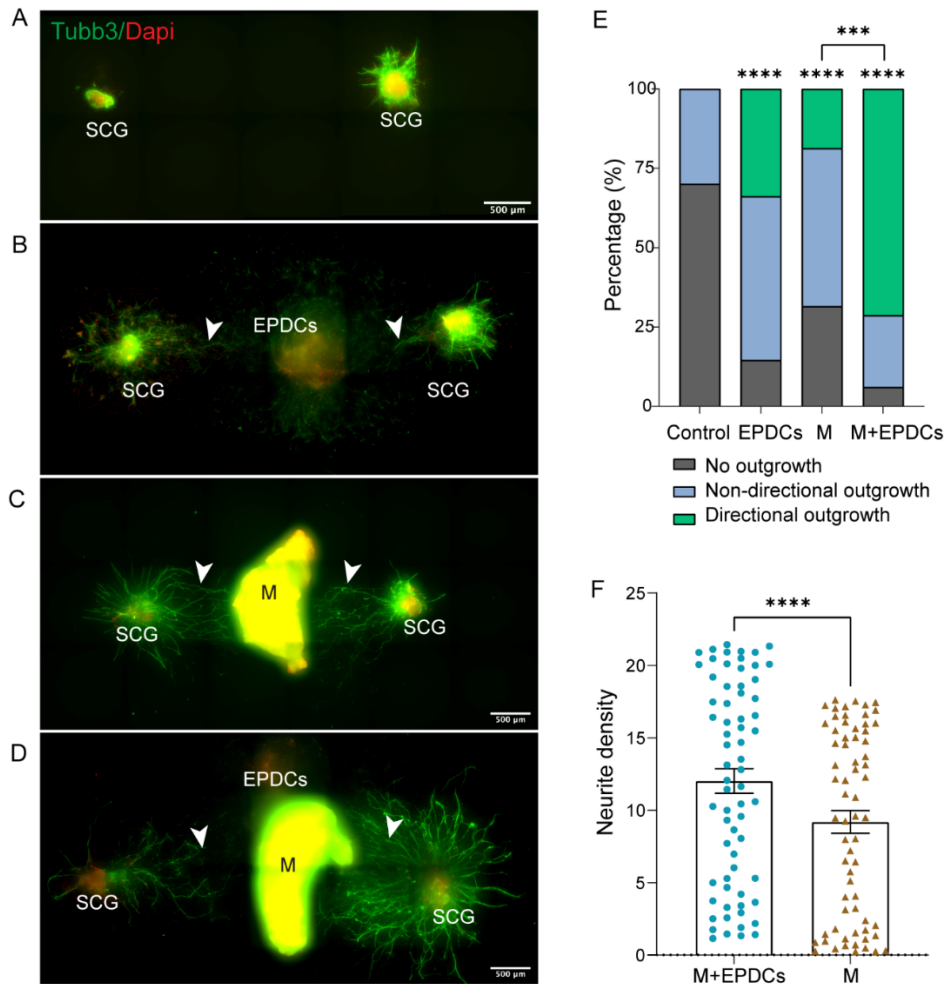 A
Tubb3/Dapi
SCG
SCG
500 µm
B
EPDCs
SCG
SCG
C
M
SCG
SCG
500 µm
D
EPDCs
M
SCG
SCG
500 µm
E
***
**** **** ****
100
75
50
25
0
Percentage (%)
Control EPDCs M M+EPDCs
No outgrowth
Non-directional outgrowth
Directional outgrowth
F
****
25
20
15
10
5
0
Neurite density
M+EPDCs M